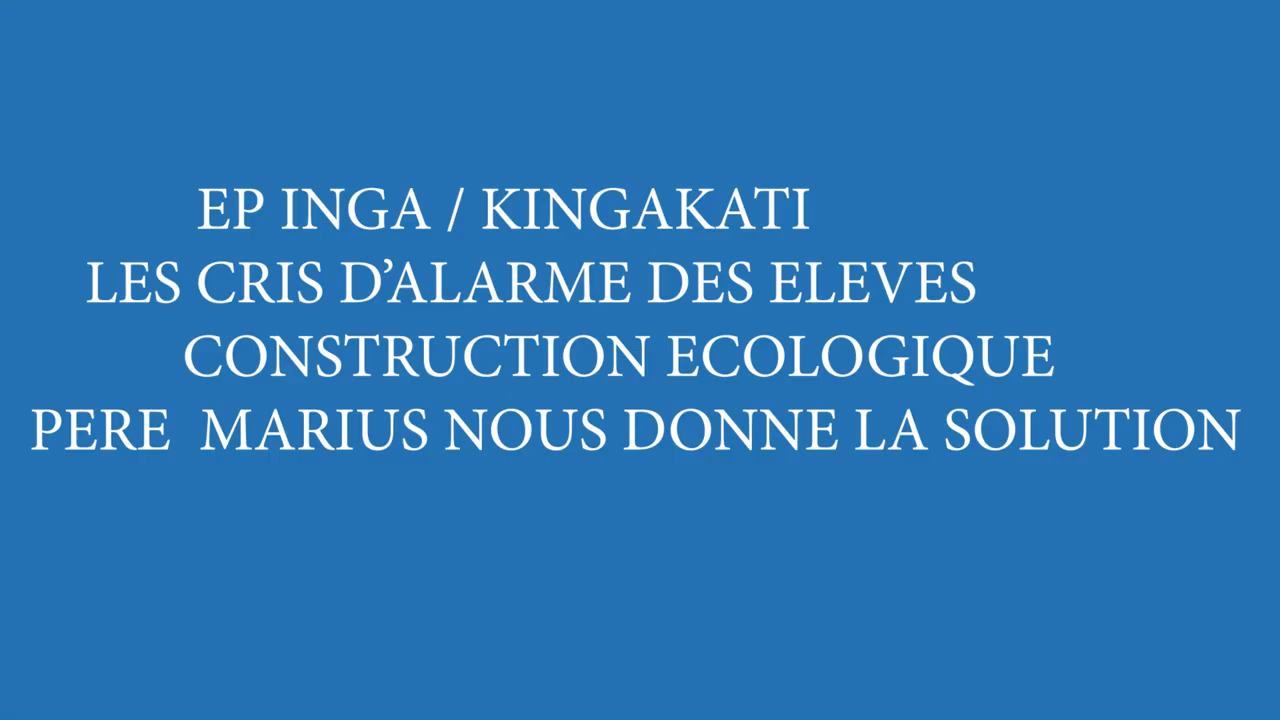 EP INGA / KINGAKATI
LES CRIS D’ALARME DES ELEVES
CONSTRUCTION ECOLOGIQUE
PERE  MARIUS NOUS DONNE LA SOLUTION